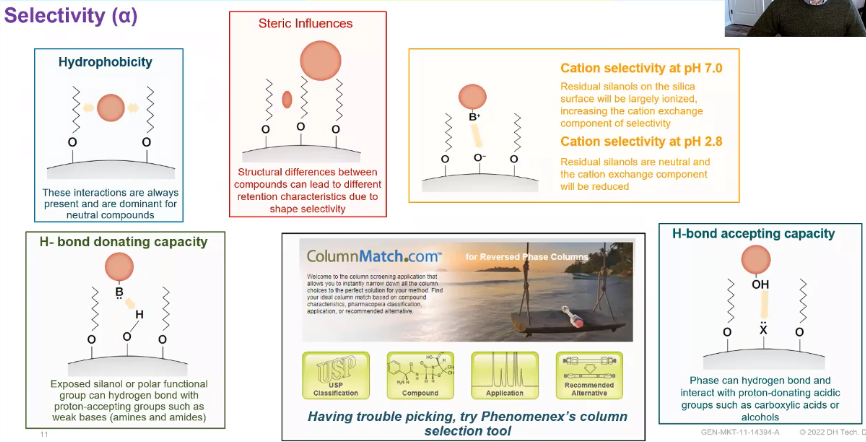 Selectivity (α)
Hydrophobicity
O
O
These interactions are always
present and are dominant for
neutral compounds
Steric Influences
O
O
O
Structural differences between
compounds can lead to different
retention characteristics due to
shape selectivity
B⁺
O
O⁻
O
Cation selectivity at pH 7.0
Residual silanols on the silica
surface will be largely ionized,
increasing the cation exchange
component of selectivity
Cation selectivity at pH 2.8
Residual silanols are neutral and
the cation exchange component
will be reduced
H- bond donating capacity
B
H
O
O
O
Exposed silanol or polar functional
group can hydrogen bond with
proton-accepting groups such as
weak bases (amines and amides)
ColumnMatch.com™
for Reversed Phase Columns
Welcome to the column screening application that
allows you to instantly narrow down all the column
choices to the perfect solution for your method. Find
your ideal column match based on compound
characteristics, pharmacopeia classification,
application, or recommended alternative.
USP
USP
Classification
Compound
Application
Recommended
Alternative
Having trouble picking, try Phenomenex's column
selection tool
H-bond accepting capacity
OH
X
O
O
Phase can hydrogen bond and
interact with proton-donating acidic
groups such as carboxylic acids or
alcohols
11
GEN-MKT-11-14394-A
© 2022 DH Tech.